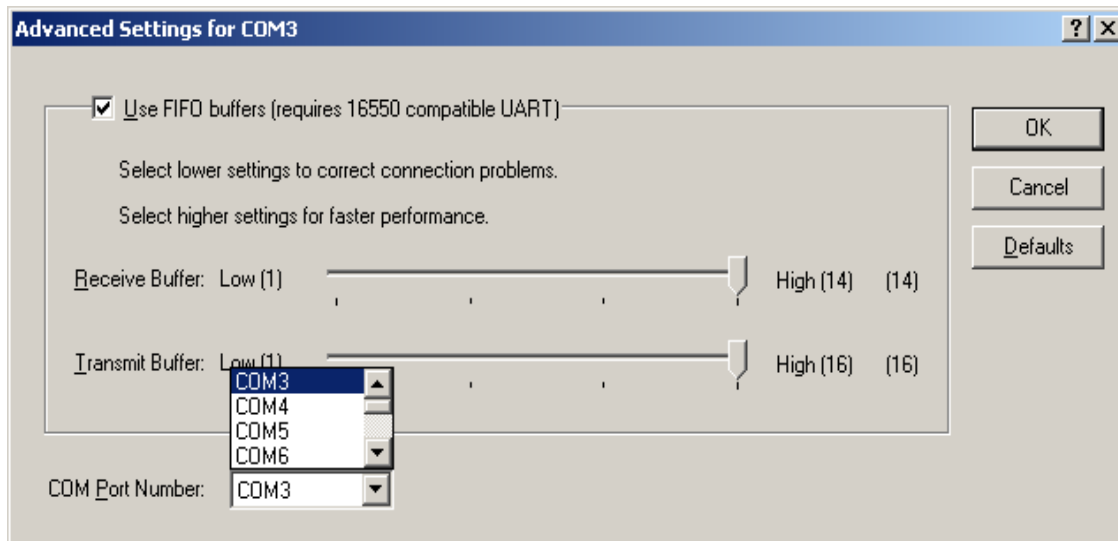 Advanced Settings for COM3
Use FIFO buffers (requires 16550 compatible UART)
OK
Select lower settings to correct connection problems.
Cancel
Select higher settings for faster performance.
Defaults
Receive Buffer: Low (1) High (14) (14)
Transmit Buffer: Low (1) High (16) (16)
COM3
COM4
COM5
COM6
COM Port Number: COM3